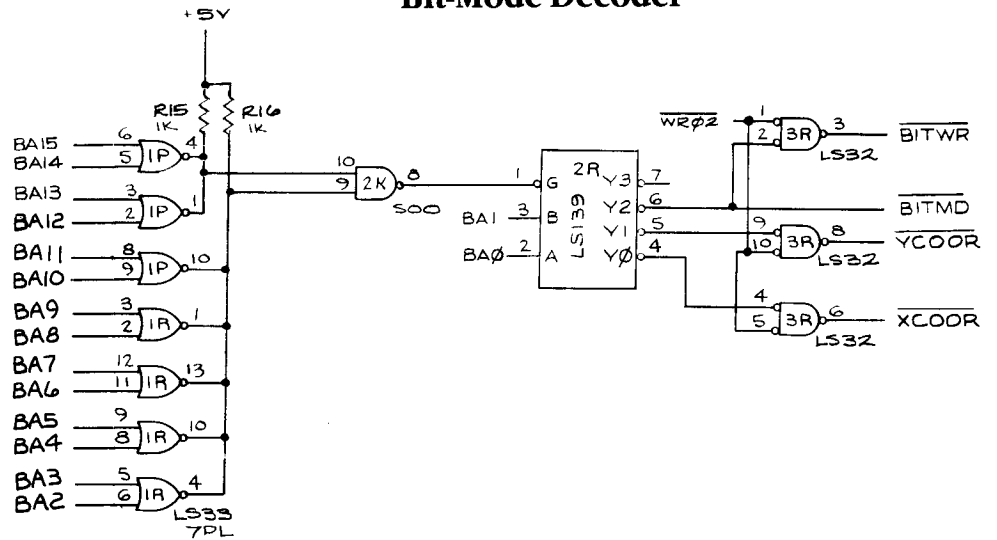 Bit-Mode Decoder
+5V
R15
1K
R16
1K
BA15
6
BA14
5
1P
4
BA13
3
BA12
2
1P
1
BA11
8
BA10
9
1P
10
BA9
3
BA8
2
1R
1
BA7
12
BA6
11
1R
13
BA5
9
BA4
8
1R
10
BA3
5
BA2
6
1R
4
LS33
7PL
10
9
2K
8
S00
1
G
BA1
3
B
BA0
2
A
2R
LS139
Y3
7
Y2
6
Y1
5
Y0
4
WR02
1
2
3R
3
LS32
BITWR
BITMD
9
10
3R
8
LS32
YCOOR
4
5
3R
6
LS32
XCOOR